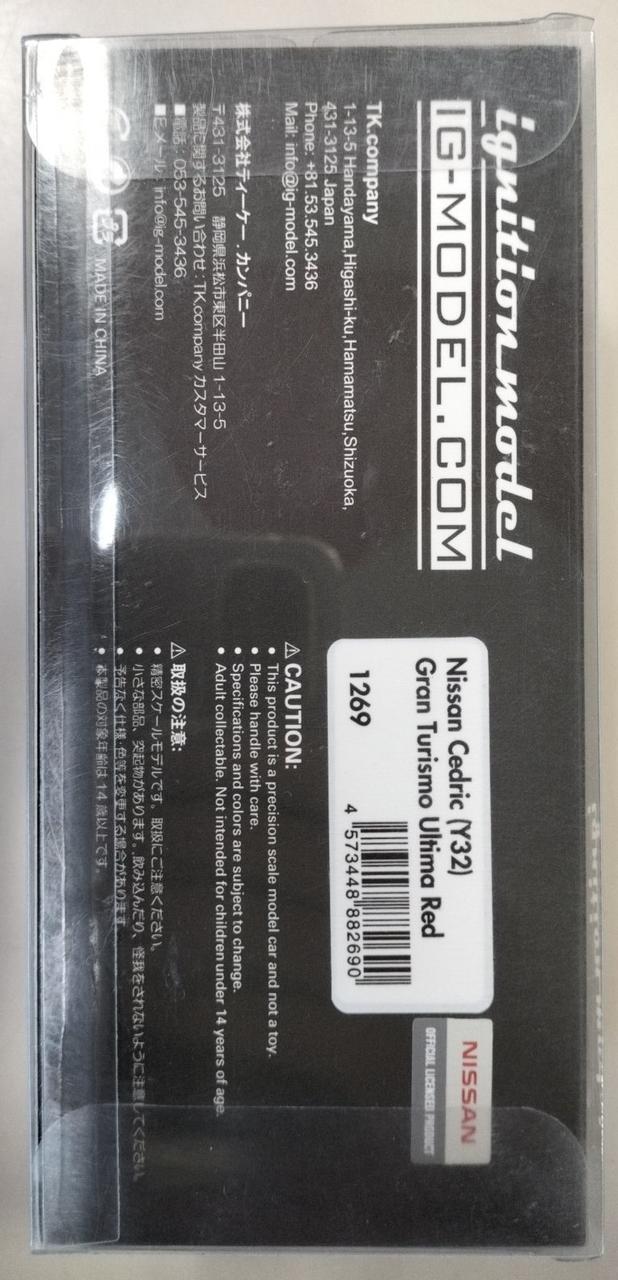 ignition model
IG-MODEL.COM
TK.company
1-13-5 Handayama,Higashi-ku,Hamamatsu,Shizuoka,
431-3125 Japan
Phone: +81.53.545.3436
Mail: info@ig-model.com
株式会社ティーケー.カンパニー
〒431-3125 静岡県浜松市東区半田山 1-13-5
製品に関するお問い合わせ:TK.company カスタマーサービス
■電話:053-545-3436
■Eメール:info@ig-model.com
MADE IN CHINA
Nissan Cedric (Y32)
Gran Turismo Ultima Red
1269
4 573448 882690
NISSAN
OFFICIAL LICENSED PRODUCT
⚠CAUTION:
• This product is a precision scale model car and not a toy.
• Please handle with care.
• Specifications and colors are subject to change.
• Adult collectable. Not intended for children under 14 years of age.
⚠取扱の注意:
• 精密スケールモデルです。取扱にご注意ください。
• 小さな部品、突起物があります。飲み込んだり、怪我をされないように注意してください。
• 予告なく仕様・色等を変更する場合があります。
• 本製品の対象年齢は14歳以上です。